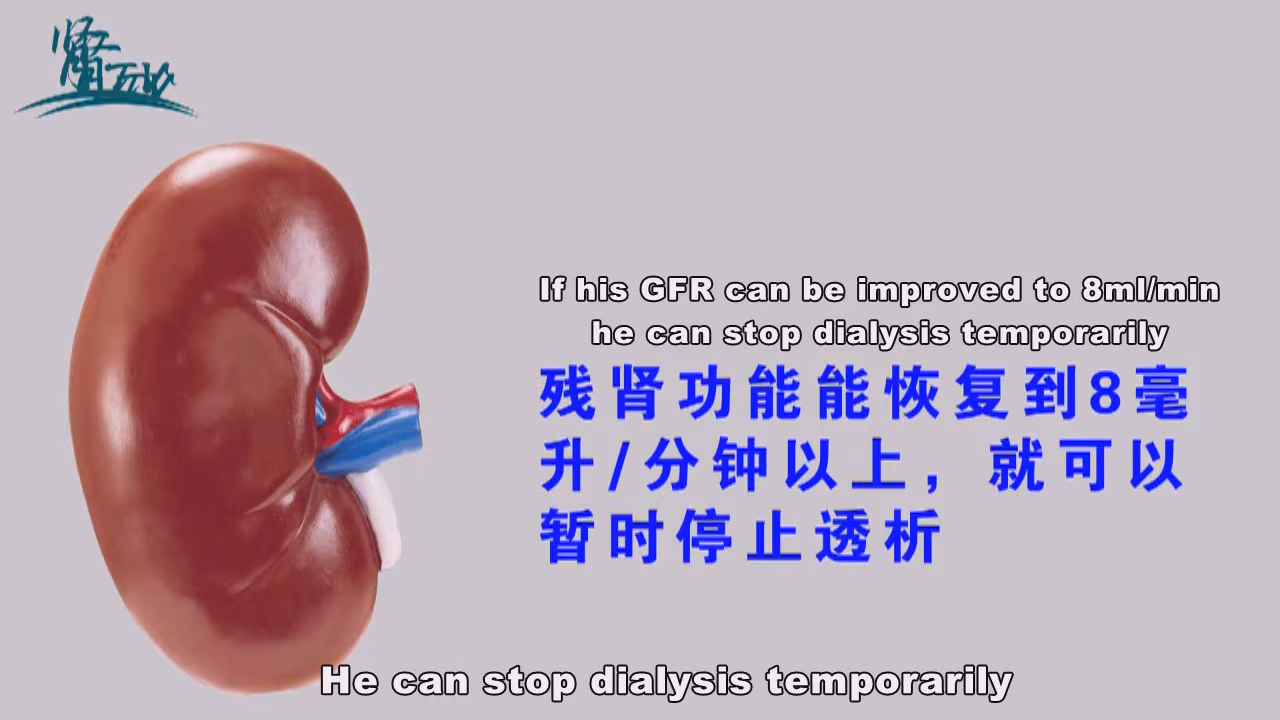 If his GFR can be improved to 8ml/min
he can stop dialysis temporarily
残肾功能能恢复到8毫
升/分钟以上，就可以
暂时停止透析
He can stop dialysis temporarily